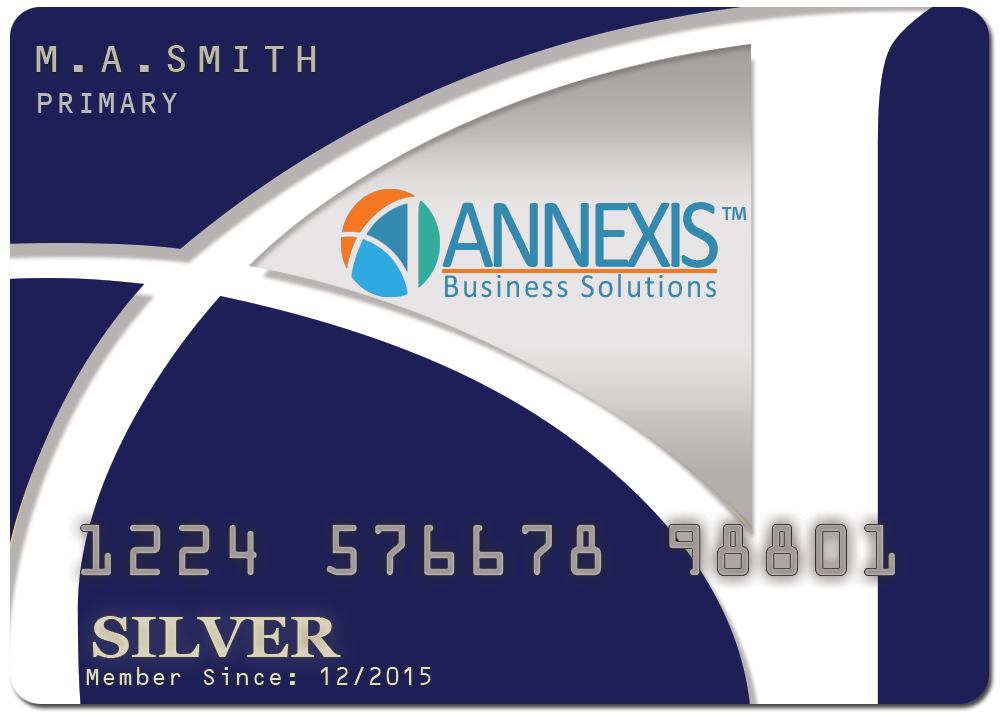 M.A.SMITH
PRIMARY
ANNEXIS™
Business Solutions
1224 576678 98801
SILVER
Member Since: 12/2015